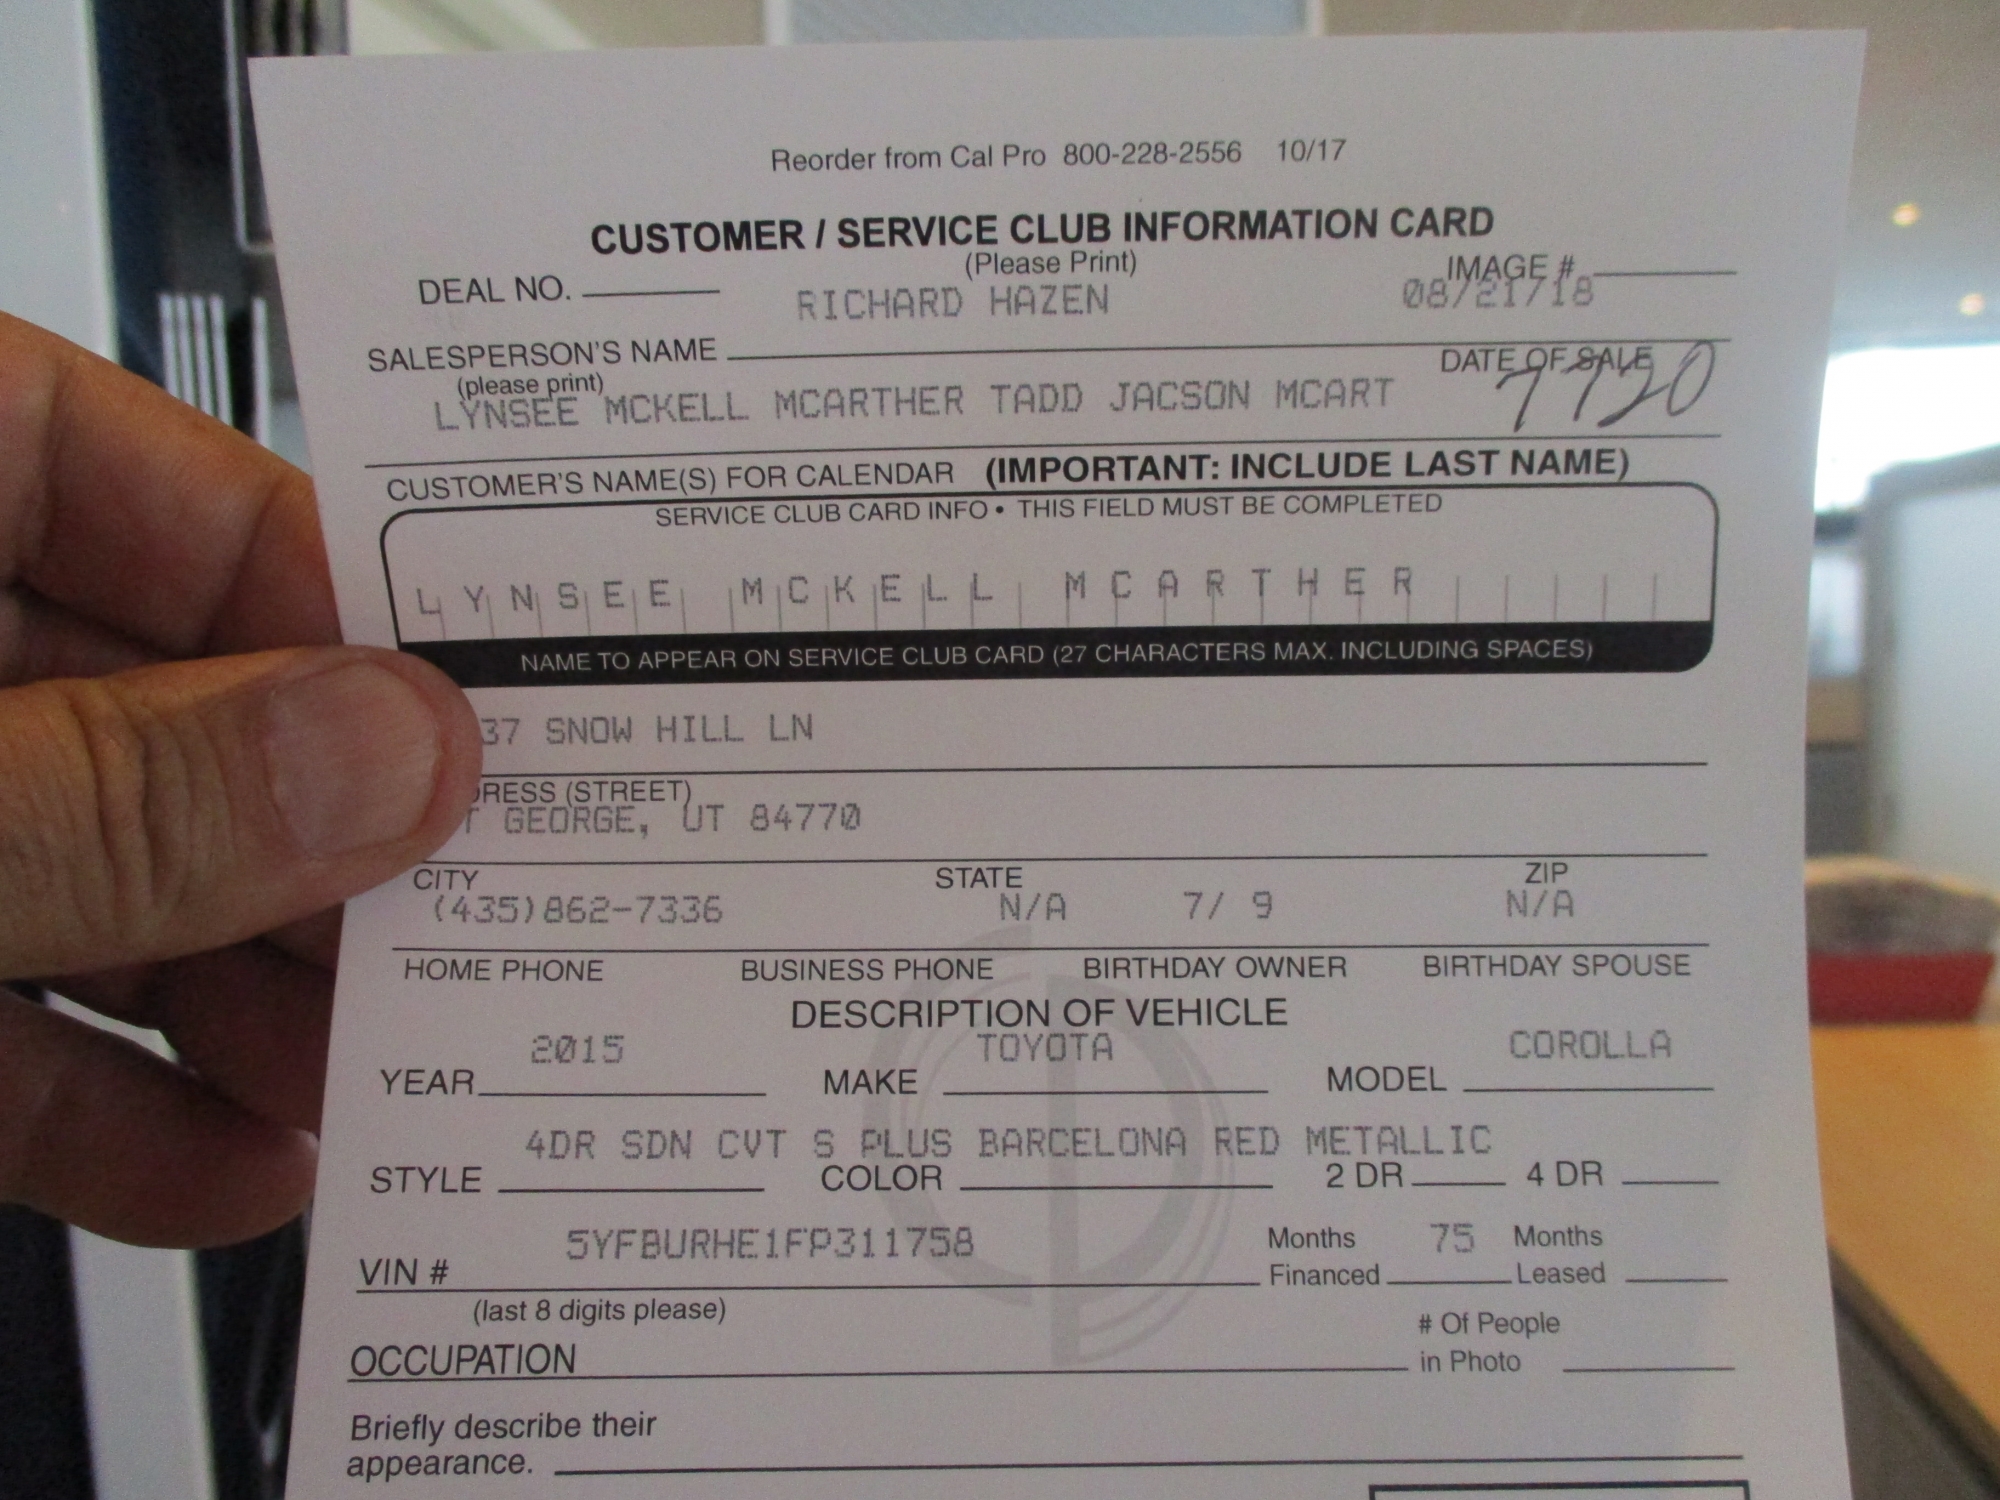 Reorder from Cal Pro 800-228-2556 10/17
CUSTOMER / SERVICE CLUB INFORMATION CARD
(Please Print)
DEAL NO. IMAGE #
RICHARD HAZEN 08/21/18
SALESPERSON'S NAME DATE OF SALE
(please print)
LYNSEE MCKELL MCARTHER TADD JACSON MCART
CUSTOMER'S NAME(S) FOR CALENDAR (IMPORTANT: INCLUDE LAST NAME)
SERVICE CLUB CARD INFO • THIS FIELD MUST BE COMPLETED
LYNSEE MCKELL MCARTHER
NAME TO APPEAR ON SERVICE CLUB CARD (27 CHARACTERS MAX. INCLUDING SPACES)
37 SNOW HILL LN
(STREET)
GEORGE, UT 84770
CITY STATE ZIP
(435)862-7336 N/A 7/ 9 N/A
HOME PHONE BUSINESS PHONE BIRTHDAY OWNER BIRTHDAY SPOUSE
DESCRIPTION OF VEHICLE
2015 TOYOTA COROLLA
YEAR MAKE MODEL
4DR SDN CVT S PLUS BARCELONA RED METALLIC
STYLE COLOR 2 DR 4 DR
5YFBURHE1FP311758 Months 75 Months
VIN # Financed Leased
(last 8 digits please)
# Of People
OCCUPATION in Photo
Briefly describe their
appearance.